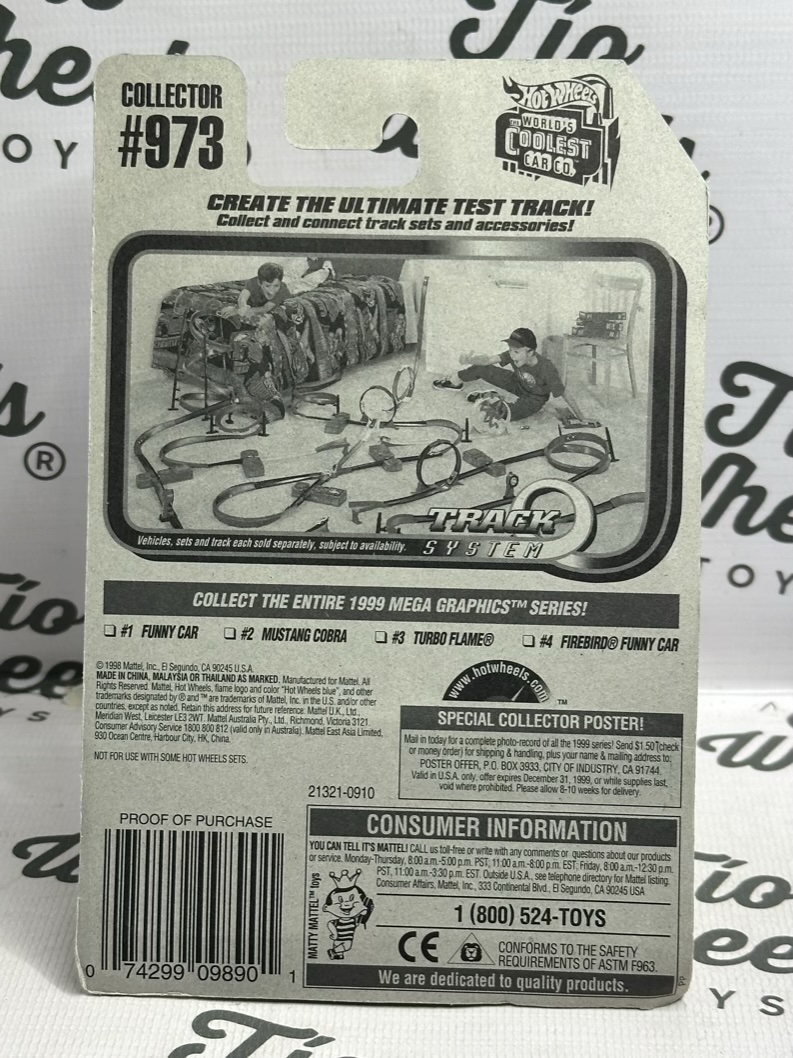 COLLECTOR
#973
HOT WHEELS
THE WORLD'S
COOLEST
CAR CO.
CREATE THE ULTIMATE TEST TRACK!
Collect and connect track sets and accessories!
TRACK
SYSTEM
Vehicles, sets and track each sold separately, subject to availability.
COLLECT THE ENTIRE 1999 MEGA GRAPHICS™ SERIES!
❏ #1 FUNNY CAR ❏ #2 MUSTANG COBRA ❏ #3 TURBO FLAME® ❏ #4 FIREBIRD® FUNNY CAR
© 1998 Mattel, Inc., El Segundo, CA 90245 U.S.A.
MADE IN CHINA, MALAYSIA OR THAILAND AS MARKED. Manufactured for Mattel. All
Rights Reserved. Mattel, Hot Wheels, flame logo and color "Hot Wheels blue", and other
trademarks designated by ® and ™ are trademarks of Mattel, Inc. in the U.S. and/or other
countries, except as noted. Retain this address for future reference: Mattel U.K., Ltd.,
Meridian West, Leicester LE3 2WT. Mattel Australia Pty., Ltd., Richmond, Victoria 3121.
Consumer Advisory Service 1800 800 812 (valid only in Australia). Mattel East Asia Limited,
930 Ocean Centre, Harbour City, HK, China.
NOT FOR USE WITH SOME HOT WHEELS SETS.
21321-0910
www.hotwheels.com
™
SPECIAL COLLECTOR POSTER!
Mail in today for a complete photo-record of all the 1999 series! Send $1.50 (check
or money order) for shipping & handling, plus your name & mailing address to:
POSTER OFFER, P.O. BOX 3933, CITY OF INDUSTRY, CA 91744.
Valid in U.S.A. only, offer expires December 31, 1999, or while supplies last,
void where prohibited. Please allow 8-10 weeks for delivery.
PROOF OF PURCHASE
0 74299 09890 1
CONSUMER INFORMATION
YOU CAN TELL IT'S MATTEL! CALL us toll-free or write with any comments or questions about our products
or service. Monday-Thursday, 8:00 a.m.-5:00 p.m. PST, 11:00 a.m.-8:00 p.m. EST; Friday, 8:00 a.m.-12:30 p.m.
PST, 11:00 a.m.-3:30 p.m. EST. Outside U.S.A., see telephone directory for Mattel listing.
Consumer Affairs, Mattel, Inc., 333 Continental Blvd., El Segundo, CA 90245 USA
MATTY MATTEL™ toys
1 (800) 524-TOYS
CE
CONFORMS TO THE SAFETY
REQUIREMENTS OF ASTM F963.
We are dedicated to quality products.
PP
Tío
Wheels
TOYS
®